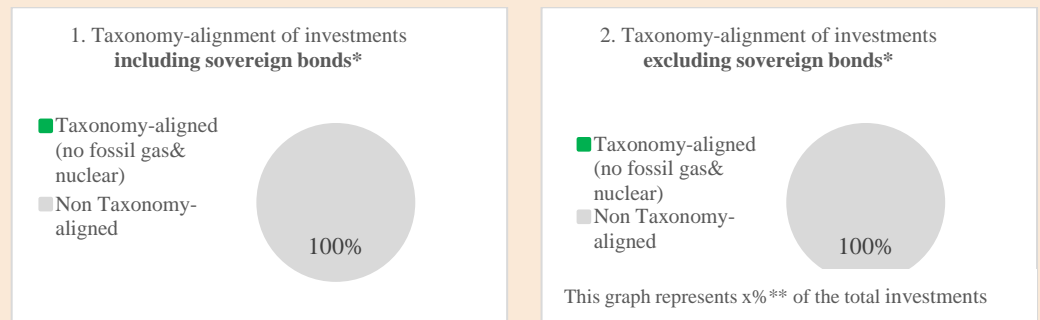 1. Taxonomy-alignment of investments
including sovereign bonds*
Taxonomy-aligned
(no fossil gas&
nuclear)
Non Taxonomy-
aligned
100%
2. Taxonomy-alignment of investments
excluding sovereign bonds*
Taxonomy-aligned
(no fossil gas&
nuclear)
Non Taxonomy-
aligned
100%
This graph represents x%** of the total investments